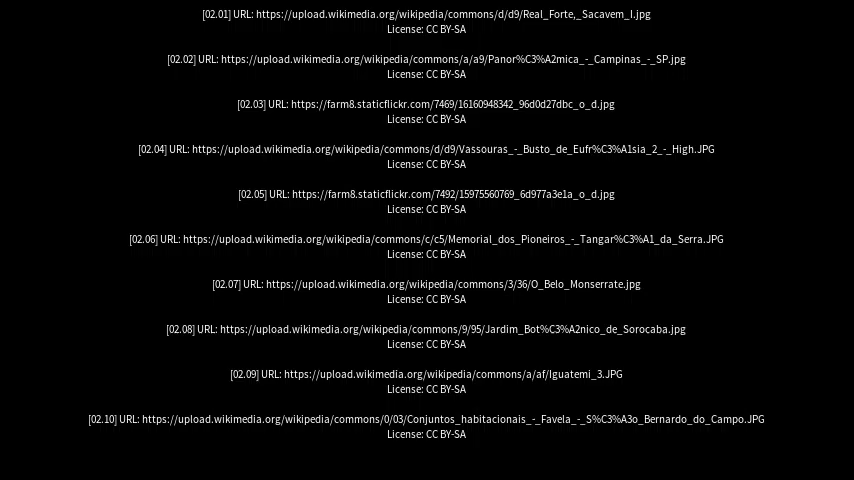 [02.01] URL: https://upload.wikimedia.org/wikipedia/commons/d/d9/Real_Forte,_Sacavem_I.jpg
License: CC BY-SA
[02.02] URL: https://upload.wikimedia.org/wikipedia/commons/a/a9/Panor%C3%A2mica_-_Campinas_-_SP.jpg
License: CC BY-SA
[02.03] URL: https://farm8.staticflickr.com/7469/16160948342_96d0d27dbc_o_d.jpg
License: CC BY-SA
[02.04] URL: https://upload.wikimedia.org/wikipedia/commons/d/d9/Vassouras_-_Busto_de_Eufr%C3%A1sia_2_-_High.JPG
License: CC BY-SA
[02.05] URL: https://farm8.staticflickr.com/7492/15975560769_6d977a3e1a_o_d.jpg
License: CC BY-SA
[02.06] URL: https://upload.wikimedia.org/wikipedia/commons/c/c5/Memorial_dos_Pioneiros_-_Tangar%C3%A1_da_Serra.JPG
License: CC BY-SA
[02.07] URL: https://upload.wikimedia.org/wikipedia/commons/3/36/O_Belo_Monserrate.jpg
License: CC BY-SA
[02.08] URL: https://upload.wikimedia.org/wikipedia/commons/9/95/Jardim_Bot%C3%A2nico_de_Sorocaba.jpg
License: CC BY-SA
[02.09] URL: https://upload.wikimedia.org/wikipedia/commons/a/af/Iguatemi_3.JPG
License: CC BY-SA
[02.10] URL: https://upload.wikimedia.org/wikipedia/commons/0/03/Conjuntos_habitacionais_-_Favela_-_S%C3%A3o_Bernardo_do_Campo.JPG
License: CC BY-SA